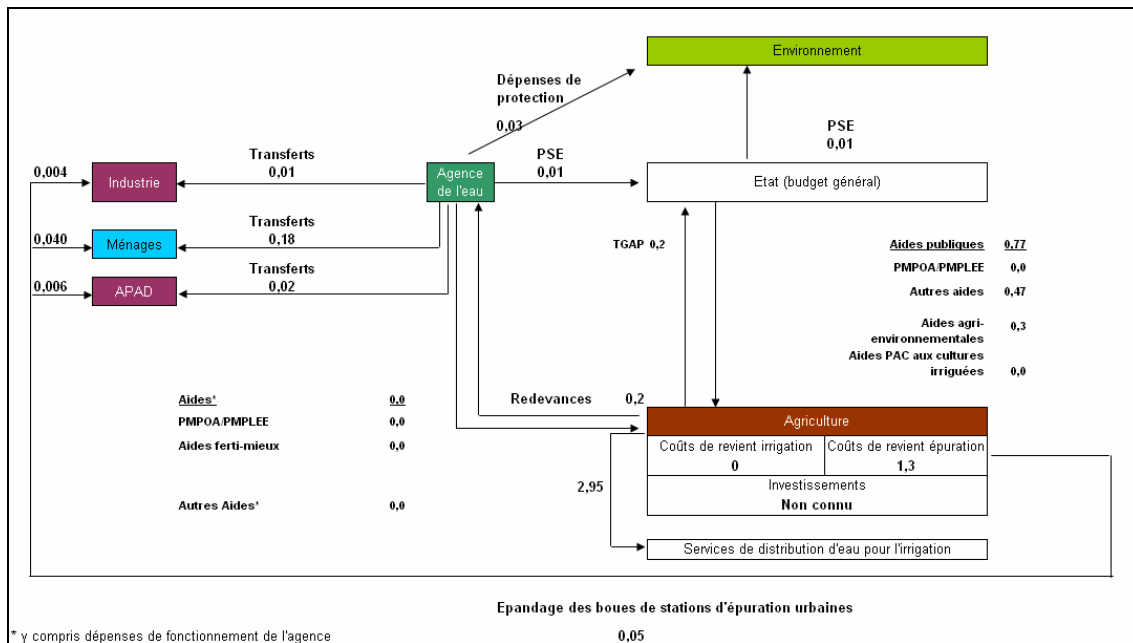 Environnement
Dépenses de
protection
0,03
PSE
0,01
0,004
Industrie
Transferts
0,01
Agence
de l'eau
PSE
0,01
Etat (budget général)
0,040
Ménages
Transferts
0,18
TGAP 0,2
Aides publiques 0,77
PMPOA/PMPLEE 0,0
Autres aides 0,47
0,006
APAD
Transferts
0,02
Aides agri-
environnementales 0,3
Aides PAC aux cultures
irriguées 0,0
Aides* 0,0
PMPOA/PMPLEE 0,0
Aides ferti-mieux 0,0
Autres Aides* 0,0
Redevances 0,2
Agriculture
Coûts de revient irrigation
0
Coûts de revient épuration
1,3
Investissements
Non connu
2,95
Services de distribution d'eau pour l'irrigation
Epandage des boues de stations d'épuration urbaines
0,05
* y compris dépenses de fonctionnement de l'agence